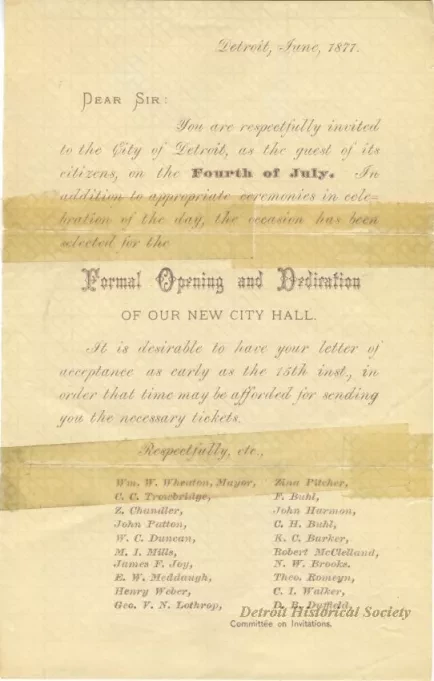 Detroit, June, 1871.
DEAR SIR:
You are respectfully invited
to the City of Detroit, as the guest of its
citizens, on the Fourth of July. In
addition to appropriate ceremonies in cele-
bration of the day, the occasion has been
selected for the
Formal Opening and Dedication
OF OUR NEW CITY HALL.
It is desirable to have your letter of
acceptance as early as the 15th inst., in
order that time may be afforded for sending
you the necessary tickets.
Respectfully, etc.,
Wm. W. Wheaton, Mayor, Zina Pitcher,
C. C. Trowbridge, F. Buhl,
Z. Chandler, John Harmon,
John Patton, C. H. Buhl,
W. C. Duncan, K. C. Barker,
M. I. Mills, Robert McClelland,
James F. Joy, N. W. Brooks,
E. W. Meddaugh, Theo. Romeyn,
Henry Weber, C. I. Walker,
Geo. V. N. Lothrop, D. B. Duffield,
Detroit Historical Society
Committee on Invitations.